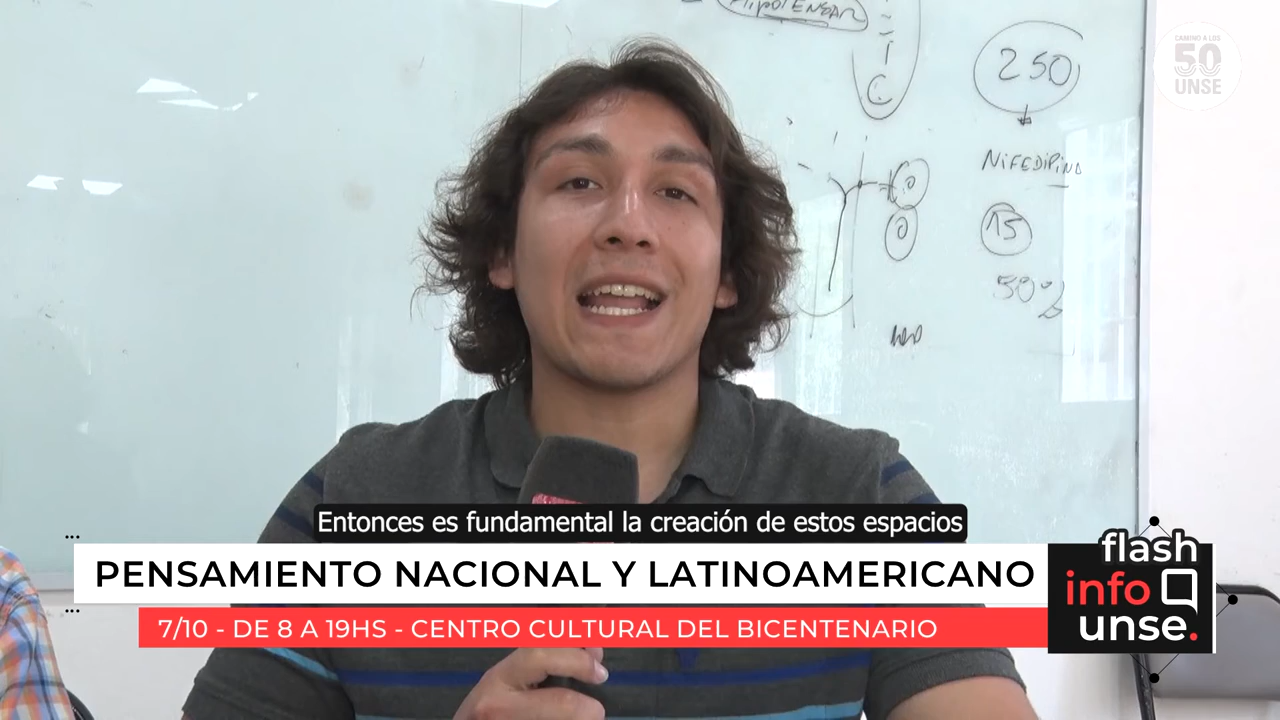 HipotENSAR
C
250
CAMINO A LOS
50
UNSE
NIFEDIPINO
15
50%
Entonces es fundamental la creación de estos espacios
PENSAMIENTO NACIONAL Y LATINOAMERICANO
7/10 - DE 8 A 19HS - CENTRO CULTURAL DEL BICENTENARIO
flash
info
unse.